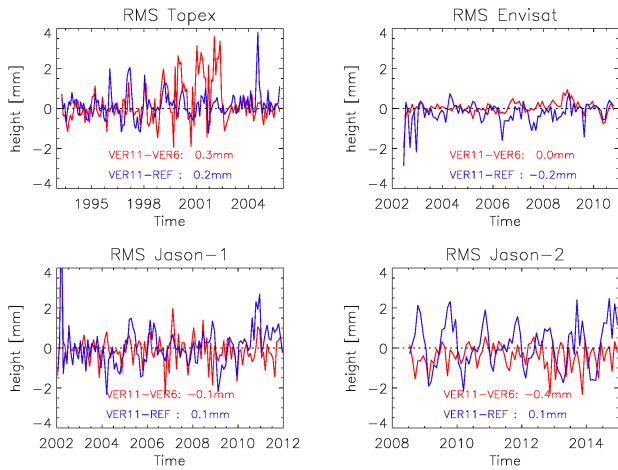 RMS Topex
height [mm]
4
2
0
−2
−4
VER11−VER6: 0.3mm
VER11−REF : 0.2mm
1995 1998 2001 2004
Time
RMS Envisat
height [mm]
4
2
0
−2
−4
VER11−VER6: 0.0mm
VER11−REF : −0.2mm
2002 2004 2006 2008 2010
Time
RMS Jason−1
height [mm]
4
2
0
−2
−4
VER11−VER6: −0.1mm
VER11−REF : 0.1mm
2002 2004 2006 2008 2010 2012
Time
RMS Jason−2
height [mm]
4
2
0
−2
−4
VER11−VER6: −0.4mm
VER11−REF : 0.1mm
2008 2010 2012 2014
Time